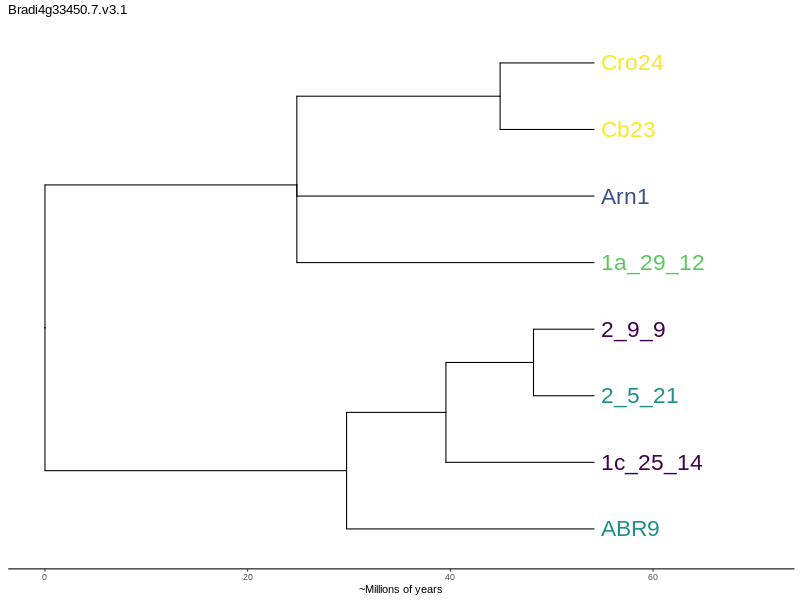 Bradi4g33450.7.v3.1
Cro24
Cb23
Arn1
1a_29_12
2_9_9
2_5_21
1c_25_14
ABR9
0 20 40 60
~Millions of years